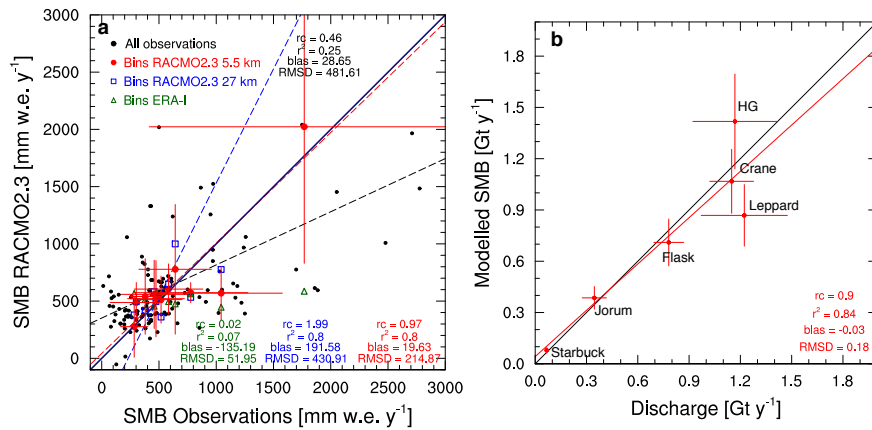 a
All observations
Bins RACMO2.3 5.5 km
Bins RACMO2.3 27 km
Bins ERA-I
rc = 0.46
r² = 0.25
bias = 28.65
RMSD = 481.61
rc = 0.02
r² = 0.07
bias = -135.19
RMSD = 51.95
rc = 1.99
r² = 0.8
bias = 191.58
RMSD = 430.91
rc = 0.97
r² = 0.8
bias = 19.63
RMSD = 214.87
SMB RACMO2.3 [mm w.e. y⁻¹]
3000
2500
2000
1500
1000
500
0
0 500 1000 1500 2000 2500 3000
SMB Observations [mm w.e. y⁻¹]
b
HG
Crane
Leppard
Flask
Jorum
Starbuck
rc = 0.9
r² = 0.84
bias = -0.03
RMSD = 0.18
Modelled SMB [Gt y⁻¹]
1.8
1.5
1.2
0.9
0.6
0.3
0.0
0.0 0.3 0.6 0.9 1.2 1.5 1.8
Discharge [Gt y⁻¹]